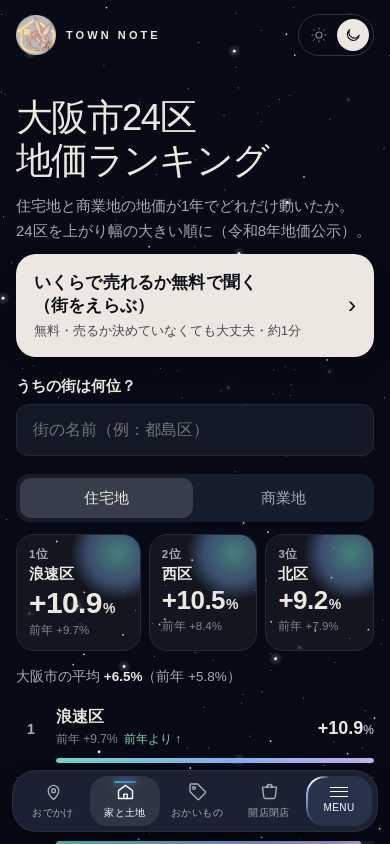 TOWN NOTE
大阪市24区
地価ランキング
住宅地と商業地の地価が1年でどれだけ動いたか。
24区を上がり幅の大きい順に（令和8年地価公示）。
いくらで売れるか無料で聞く
（街をえらぶ）
›
無料・売るか決めていなくても大丈夫・約1分
うちの街は何位？
街の名前（例：都島区）
住宅地 商業地
1位 2位 3位
浪速区 西区 北区
+10.9% +10.5% +9.2%
前年 +9.7% 前年 +8.4% 前年 +7.9%
大阪市の平均 +6.5%（前年 +5.8%）
1 浪速区 +10.9%
前年 +9.7% 前年より ↑
おでかけ 家と土地 おかいもの 開店閉店 MENU